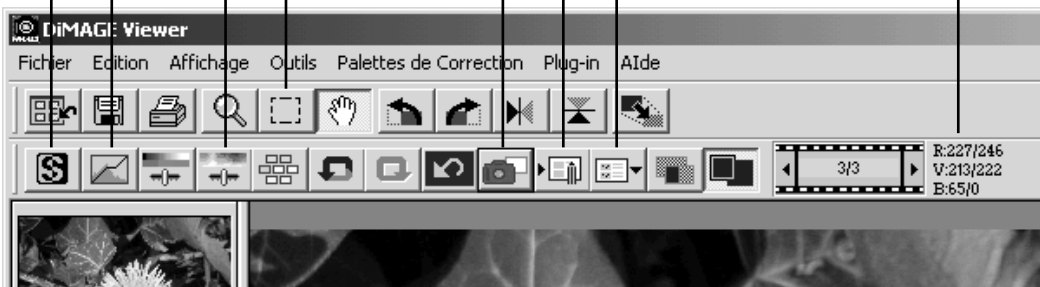 DiMAGE Viewer
Fichier Edition Affichage Outils Palettes de Correction Plug-in AIde
S
3/3
R:227/246
V:213/222
B:65/0